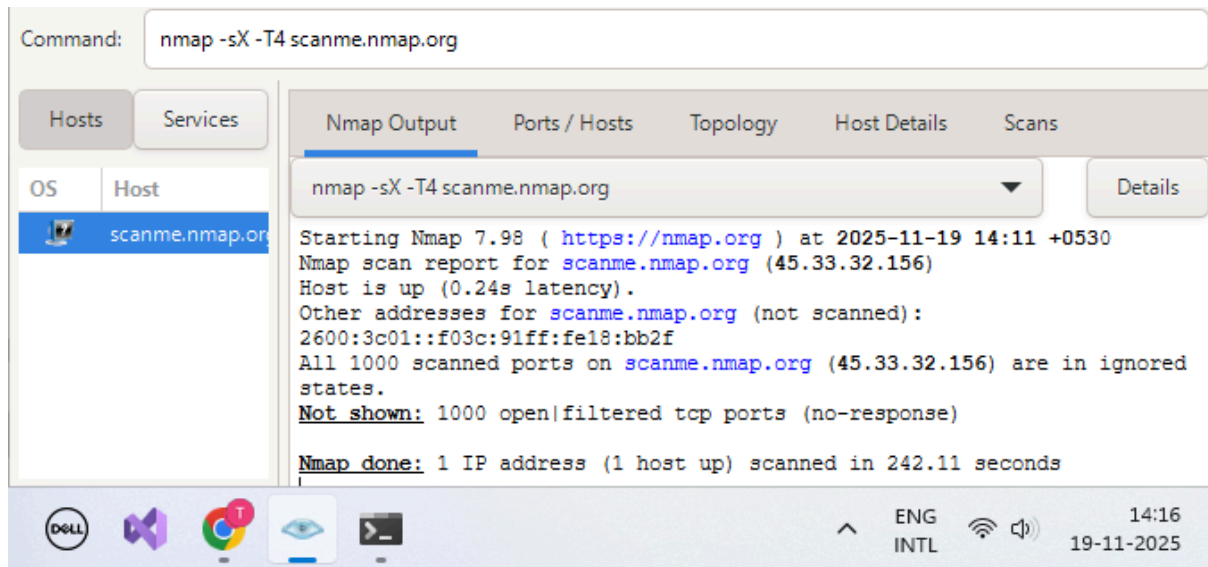 Command:
nmap -sX -T4 scanme.nmap.org
Hosts
Services
Nmap Output
Ports / Hosts
Topology
Host Details
Scans
OS
Host
nmap -sX -T4 scanme.nmap.org
Details
scanme.nmap.or
Starting Nmap 7.98 ( https://nmap.org ) at 2025-11-19 14:11 +0530
Nmap scan report for scanme.nmap.org (45.33.32.156)
Host is up (0.24s latency).
Other addresses for scanme.nmap.org (not scanned):
2600:3c01::f03c:91ff:fe18:bb2f
All 1000 scanned ports on scanme.nmap.org (45.33.32.156) are in ignored
states.
Not shown: 1000 open|filtered tcp ports (no-response)
Nmap done: 1 IP address (1 host up) scanned in 242.11 seconds
DELL
T
ENG
INTL
14:16
19-11-2025